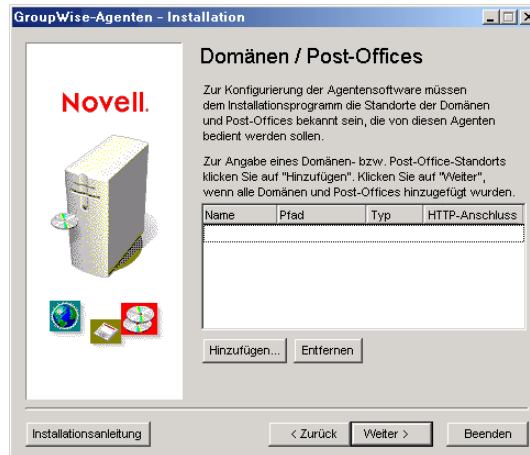 GroupWise-Agenten – Installation
Novell.
Domänen / Post-Offices
Zur Konfigurierung der Agentensoftware müssen
dem Installationsprogramm die Standorte der Domänen
und Post-Offices bekannt sein, die von diesen Agenten
bedient werden sollen.
Zur Angabe eines Domänen- bzw. Post-Office-Standorts
klicken Sie auf "Hinzufügen". Klicken Sie auf "Weiter",
wenn alle Domänen und Post-Offices hinzugefügt wurden.
Name Pfad Typ HTTP-Anschluss
Hinzufügen... Entfernen
Installationsanleitung < Zurück Weiter > Beenden